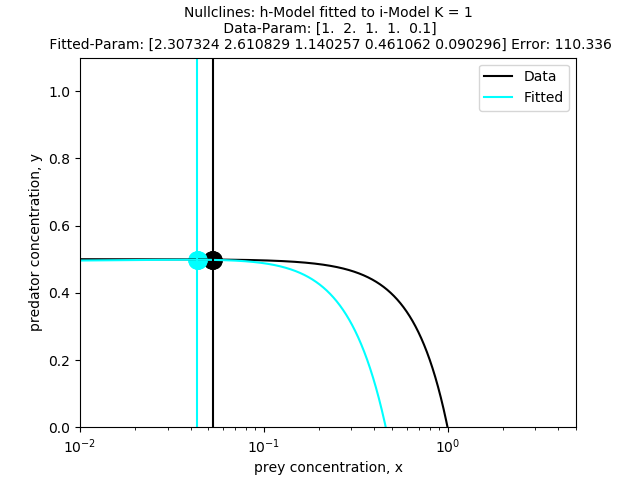 Nullclines: h-Model fitted to i-Model K = 1
Data-Param: [1. 2. 1. 1. 0.1]
Fitted-Param: [2.307324 2.610829 1.140257 0.461062 0.090296] Error: 110.336
Data
Fitted
predator concentration, y
1.0
0.8
0.6
0.4
0.2
0.0
10⁻²
10⁻¹
10⁰
prey concentration, x